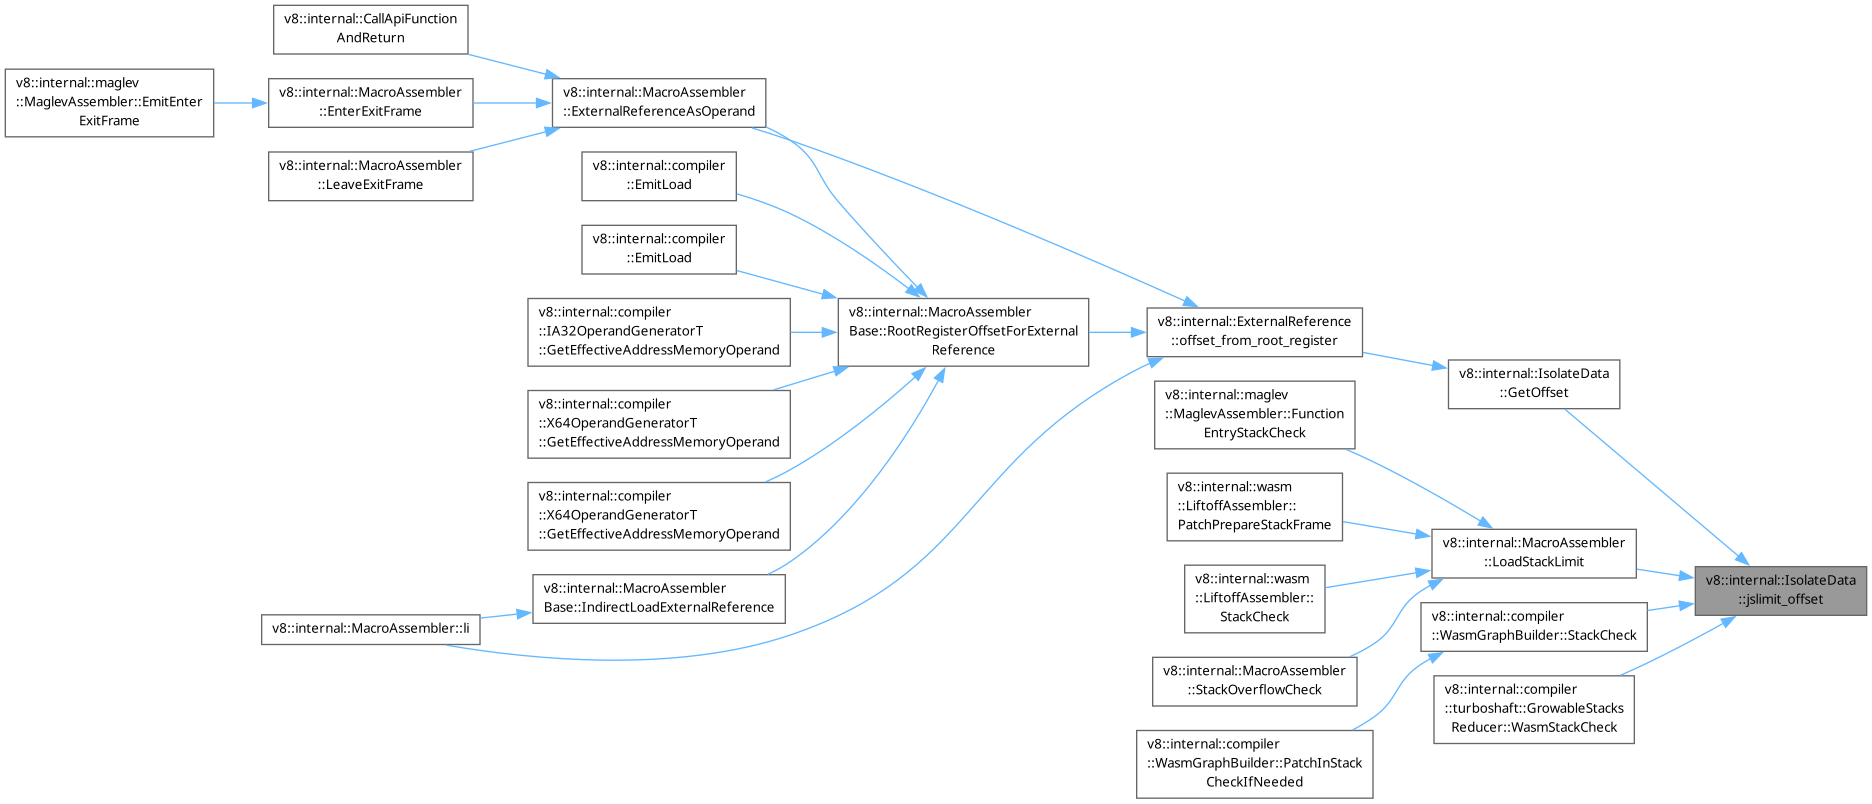 v8::internal::CallApiFunction
AndReturn
v8::internal::maglev
::MaglevAssembler::EmitEnter
ExitFrame
v8::internal::MacroAssembler
::EnterExitFrame
v8::internal::MacroAssembler
::LeaveExitFrame
v8::internal::MacroAssembler
::ExternalReferenceAsOperand
v8::internal::compiler
::EmitLoad
v8::internal::compiler
::EmitLoad
v8::internal::compiler
::IA32OperandGeneratorT
::GetEffectiveAddressMemoryOperand
v8::internal::compiler
::X64OperandGeneratorT
::GetEffectiveAddressMemoryOperand
v8::internal::compiler
::X64OperandGeneratorT
::GetEffectiveAddressMemoryOperand
v8::internal::MacroAssembler
Base::IndirectLoadExternalReference
v8::internal::MacroAssembler::li
v8::internal::MacroAssembler
Base::RootRegisterOffsetForExternal
Reference
v8::internal::ExternalReference
::offset_from_root_register
v8::internal::IsolateData
::GetOffset
v8::internal::maglev
::MaglevAssembler::Function
EntryStackCheck
v8::internal::wasm
::LiftoffAssembler::
PatchPrepareStackFrame
v8::internal::wasm
::LiftoffAssembler::
StackCheck
v8::internal::MacroAssembler
::StackOverflowCheck
v8::internal::compiler
::WasmGraphBuilder::PatchInStack
CheckIfNeeded
v8::internal::MacroAssembler
::LoadStackLimit
v8::internal::compiler
::WasmGraphBuilder::StackCheck
v8::internal::compiler
::turboshaft::GrowableStacks
Reducer::WasmStackCheck
v8::internal::IsolateData
::jslimit_offset